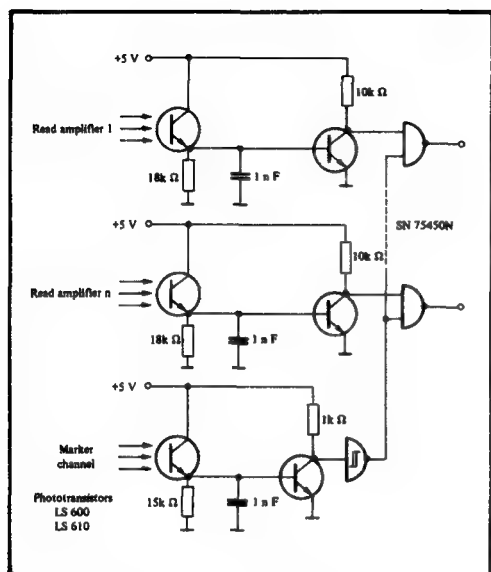 +5 V
10k Ω
Read amplifier 1
18k Ω
1 n F
SN 75450N
+5 V
10k Ω
Read amplifier n
18k Ω
1 n F
+5 V
1k Ω
Marker
channel
Phototransistors
LS 600
LS 610
15k Ω
1 n F